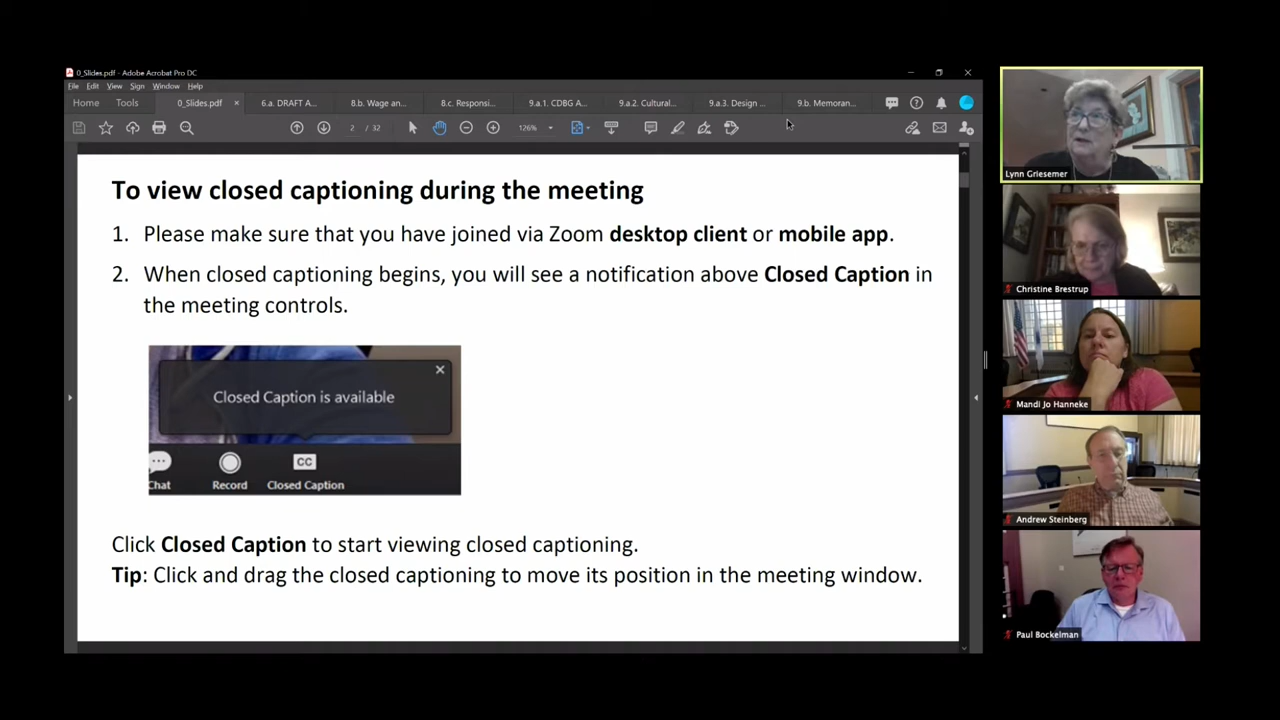 0_Slides.pdf - Adobe Acrobat Pro DC
File Edit View Sign Window Help
Home Tools 0_Slides.pdf × 6.a. DRAFT A... 8.b. Wage an... 8.c. Responsi... 9.a.1. CDBG A... 9.a.2. Cultural... 9.a.3. Design ... 9.b. Memoran...
2 / 32 126%
To view closed captioning during the meeting
1. Please make sure that you have joined via Zoom desktop client or mobile app.
2. When closed captioning begins, you will see a notification above Closed Caption in
the meeting controls.
Closed Caption is available
CC
Chat Record Closed Caption
Click Closed Caption to start viewing closed captioning.
Tip: Click and drag the closed captioning to move its position in the meeting window.
Lynn Griesemer
Christine Brestrup
Mandi Jo Hanneke
Andrew Steinberg
Paul Bockelman